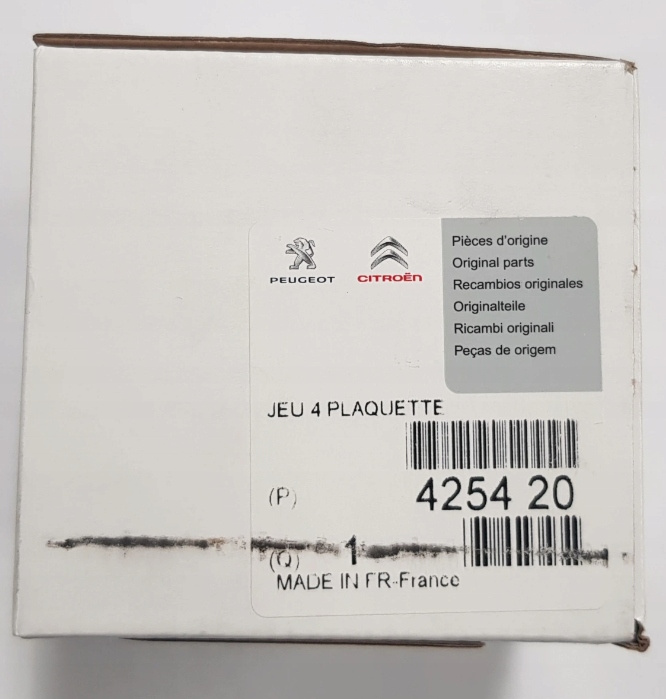 PEUGEOT
CITROËN
Pièces d'origine
Original parts
Recambios originales
Originalteile
Ricambi originali
Peças de origem
JEU 4 PLAQUETTE
(P) 4254 20
(Q) 1
MADE IN FR-France